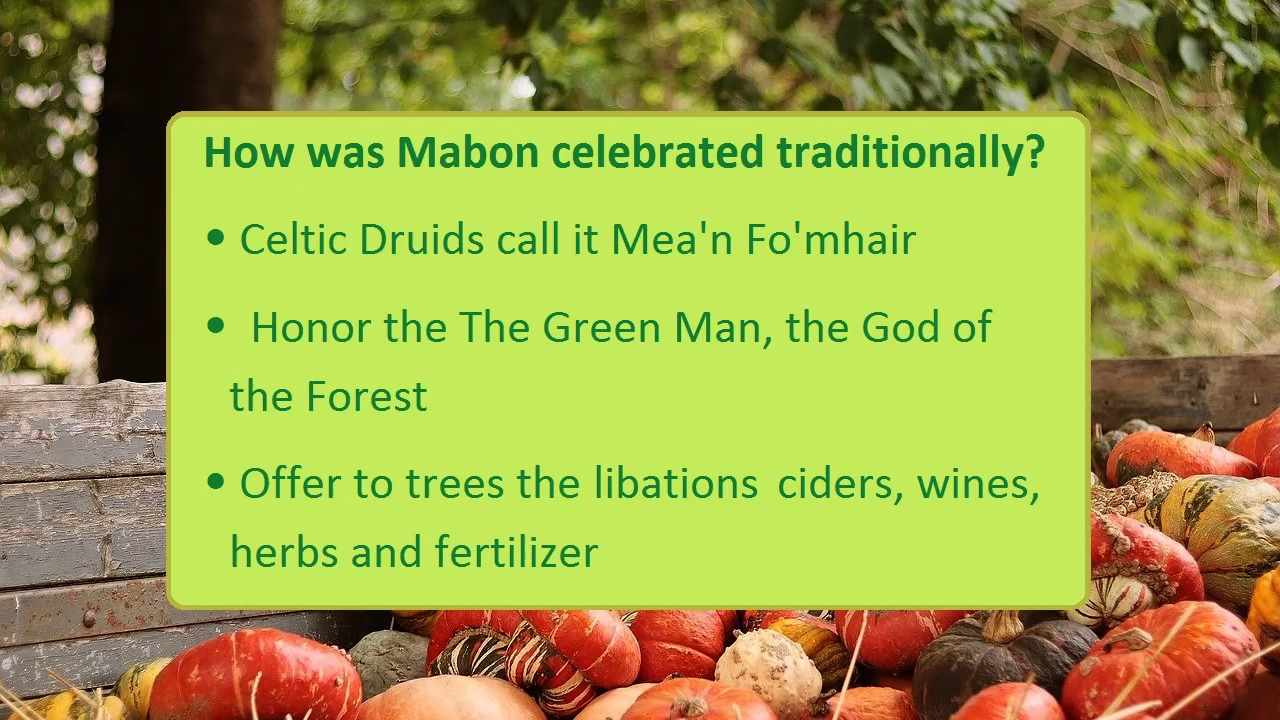 How was Mabon celebrated traditionally?
• Celtic Druids call it Mea'n Fo'mhair
• Honor the The Green Man, the God of
the Forest
• Offer to trees the libations ciders, wines,
herbs and fertilizer